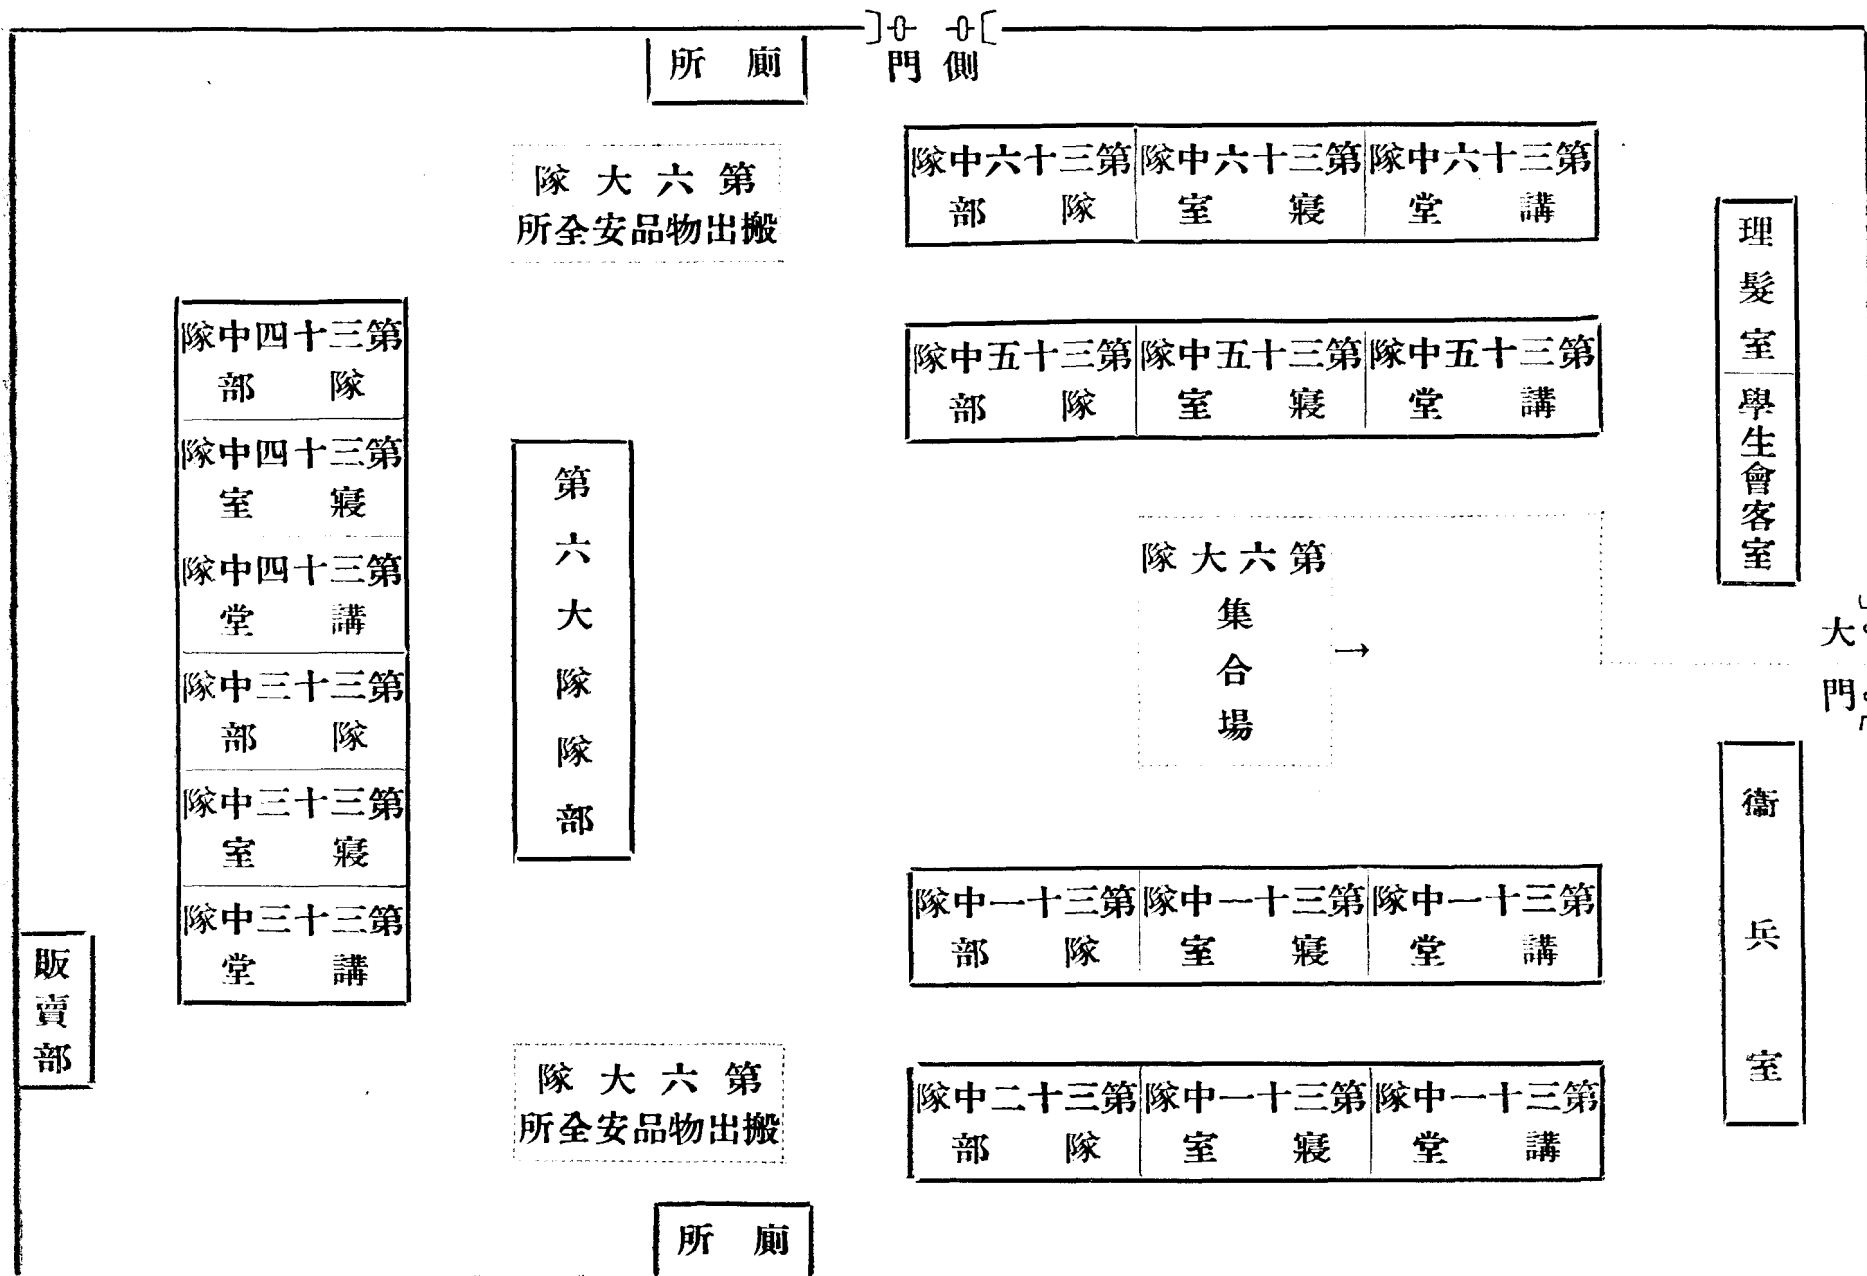 側門
廁所
第六大隊
搬出物品安全所
第三十六中隊
講堂
第三十六中隊
寢室
第三十六中隊
隊部
理髮室
學生會客室
第三十五中隊
講堂
第三十五中隊
寢室
第三十五中隊
隊部
第三十四中隊
隊部
第三十四中隊
寢室
第三十四中隊
講堂
第三十三中隊
隊部
第三十三中隊
寢室
第三十三中隊
講堂
第六大隊隊部
第六大隊
集合場
→
大門
衞兵室
第三十一中隊
講堂
第三十一中隊
寢室
第三十一中隊
隊部
第三十一中隊
講堂
第三十一中隊
寢室
第三十二中隊
隊部
販賣部
第六大隊
搬出物品安全所
廁所